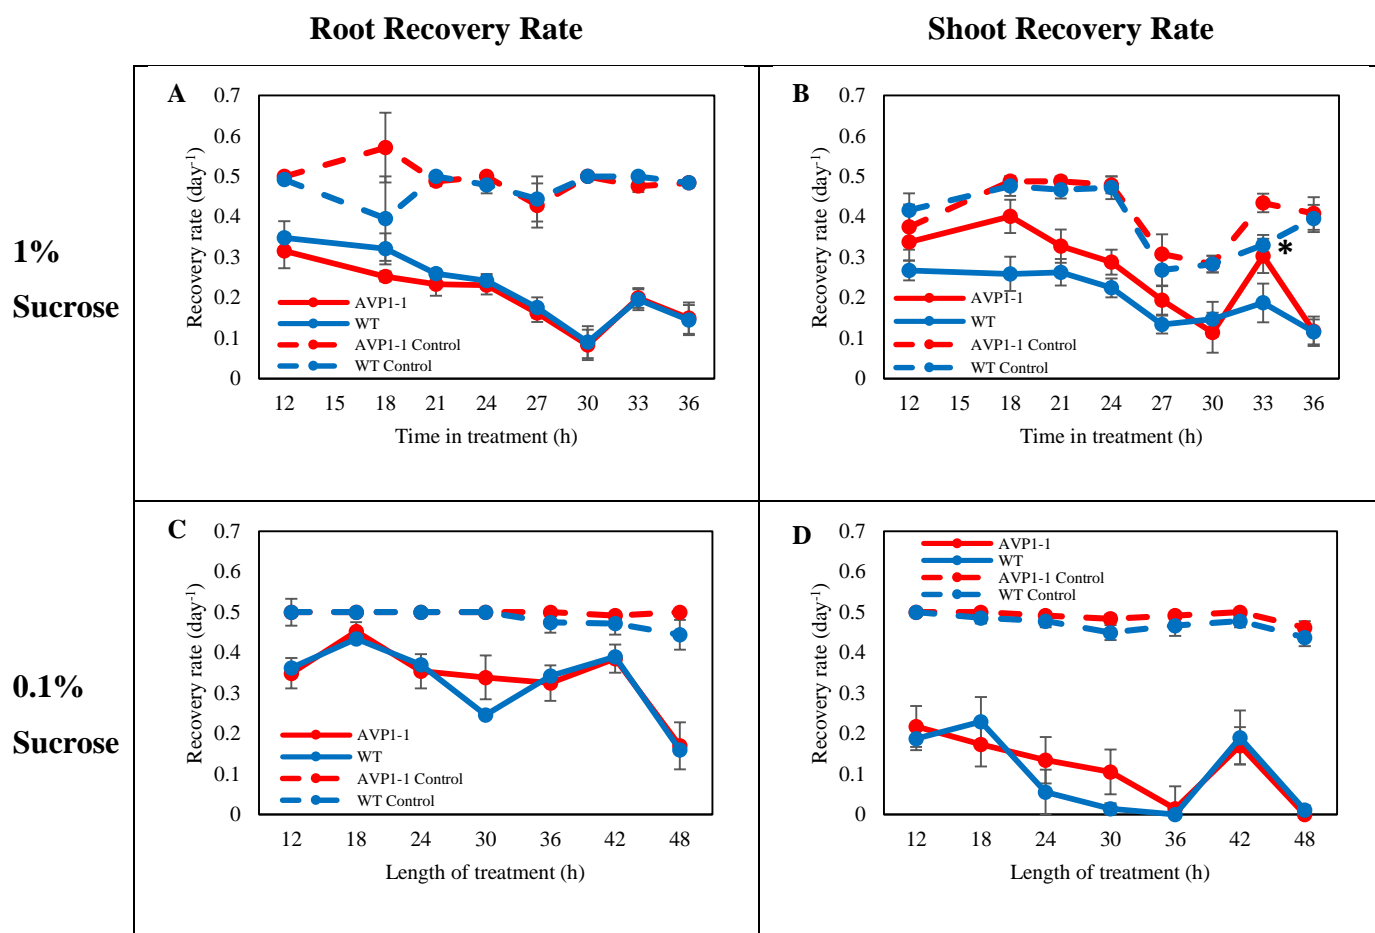 Root Recovery Rate
Shoot Recovery Rate
1%
Sucrose
0.1%
Sucrose
A
Recovery rate (day-1)
0.7
0.6
0.5
0.4
0.3
0.2
0.1
0
AVP1-1
WT
AVP1-1 Control
WT Control
12 15 18 21 24 27 30 33 36
Time in treatment (h)
B
Recovery rate (day-1)
0.7
0.6
0.5
0.4
0.3
0.2
0.1
0
*
AVP1-1
WT
AVP1-1 Control
WT Control
12 15 18 21 24 27 30 33 36
Time in treatment (h)
C
Recovery rate (day-1)
0.7
0.6
0.5
0.4
0.3
0.2
0.1
0
AVP1-1
WT
AVP1-1 Control
WT Control
12 18 24 30 36 42 48
Length of treatment (h)
D
Recovery rate (day-1)
0.7
0.6
0.5
0.4
0.3
0.2
0.1
0
AVP1-1
WT
AVP1-1 Control
WT Control
12 18 24 30 36 42 48
Length of treatment (h)